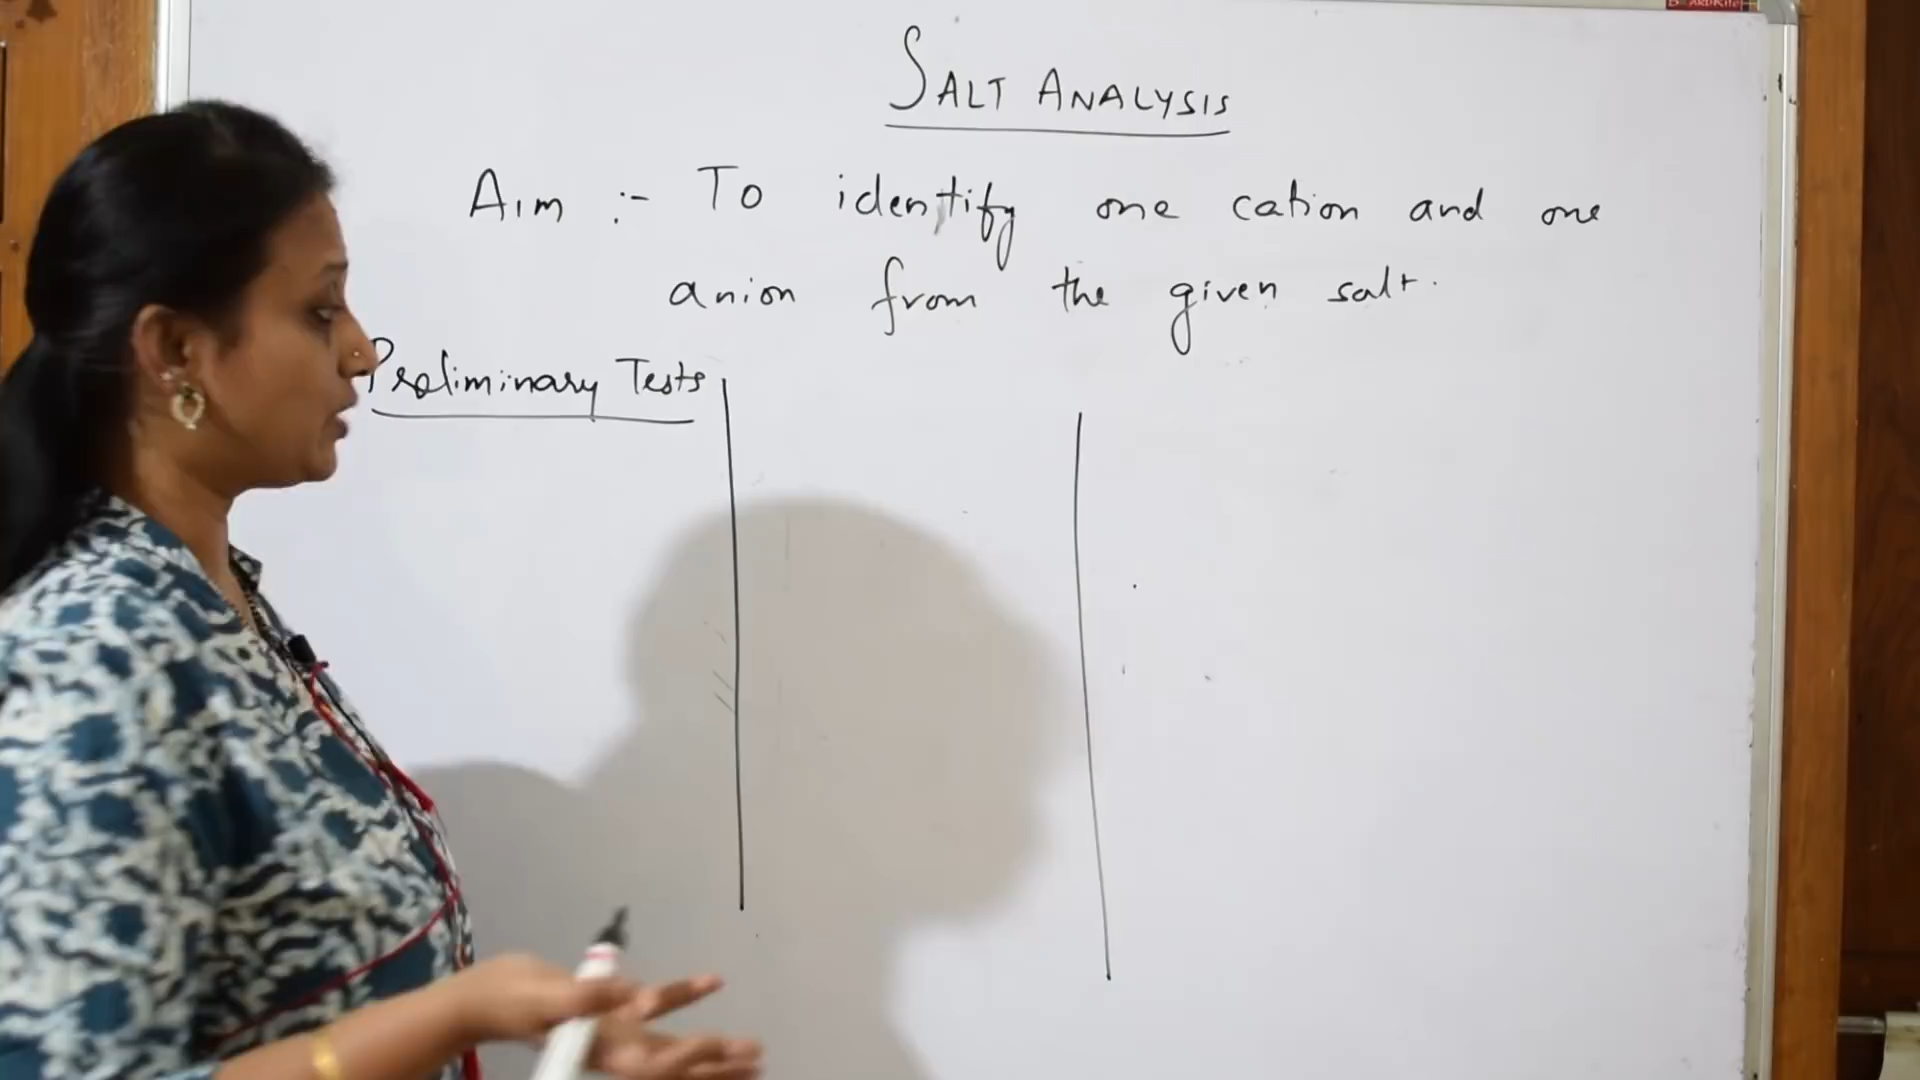 SALT ANALYSIS
AIM :- To identify one cation and one
anion from the given salt.
Preliminary Tests